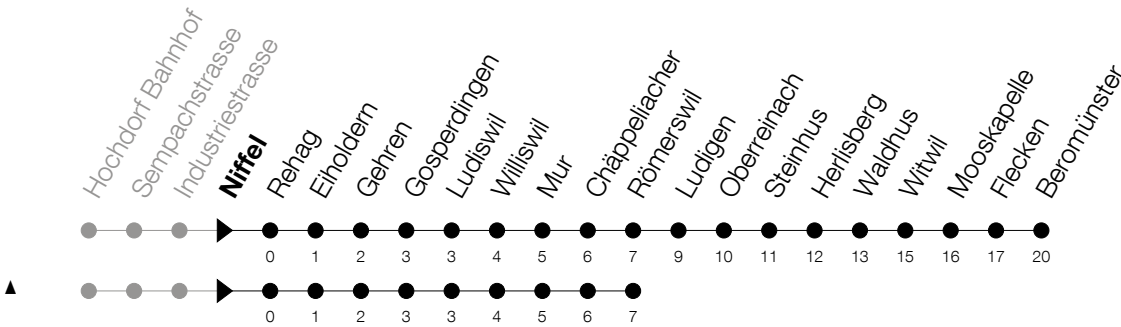 Hochdorf Bahnhof
Sempachstrasse
Industriestrasse
Niffel
Rehag
Eiholdern
Gehren
Gosperdingen
Ludiswil
Williswil
Mur
Chäppeliacher
Römerswil
Ludigen
Oberreinach
Steinhus
Herlisberg
Waldhus
Witwil
Mooskapelle
Flecken
Beromünster
0 1 2 3 3 4 5 6 7 9 10 11 12 13 15 16 17 20
0 1 2 3 3 4 5 6 7